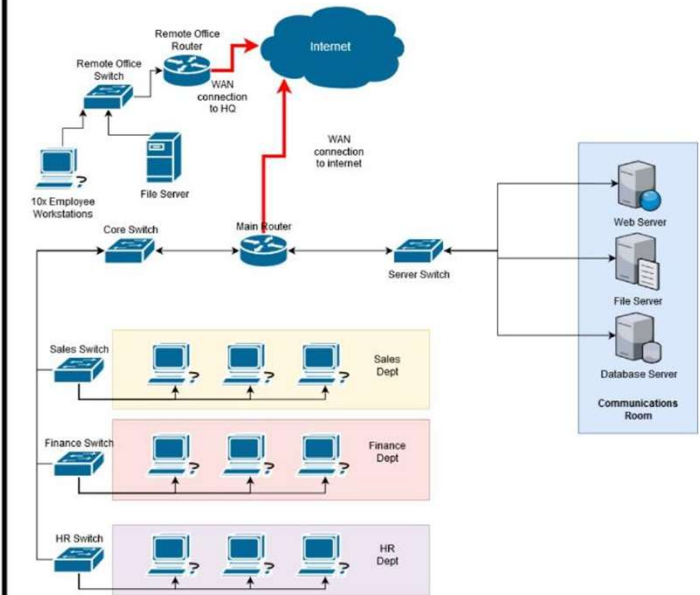 Remote Office
Router
Internet
Remote Office
Switch
WAN
connection
to HQ
WAN
connection
to internet
File Server
10x Employee
Workstations
Core Switch
Main Router
Server Switch
Web Server
File Server
Database Server
Communications
Room
Sales Switch
Sales
Dept
Finance Switch
Finance
Dept
HR Switch
HR
Dept